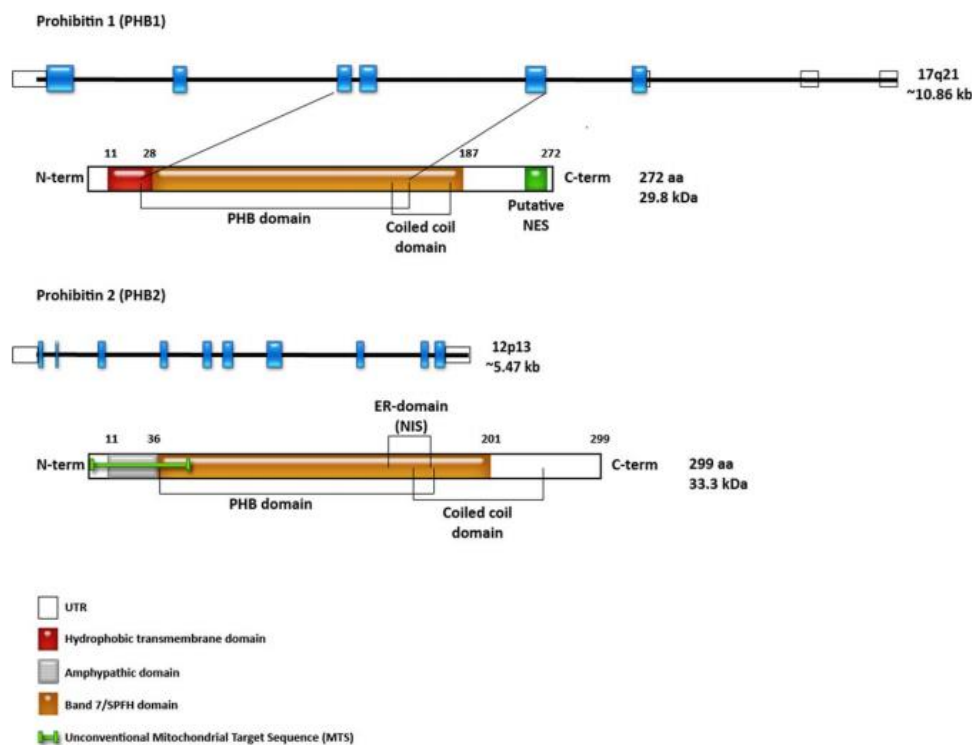 Prohibitin 1 (PHB1)
17q21
~10.86 kb
11 28 187 272
N-term C-term
272 aa
29.8 kDa
PHB domain
Coiled coil
domain
Putative
NES
Prohibitin 2 (PHB2)
12p13
~5.47 kb
ER-domain
(NIS)
11 36 201 299
N-term C-term
299 aa
33.3 kDa
PHB domain
Coiled coil
domain
UTR
Hydrophobic transmembrane domain
Amphypathic domain
Band 7/SPFH domain
Unconventional Mitochondrial Target Sequence (MTS)